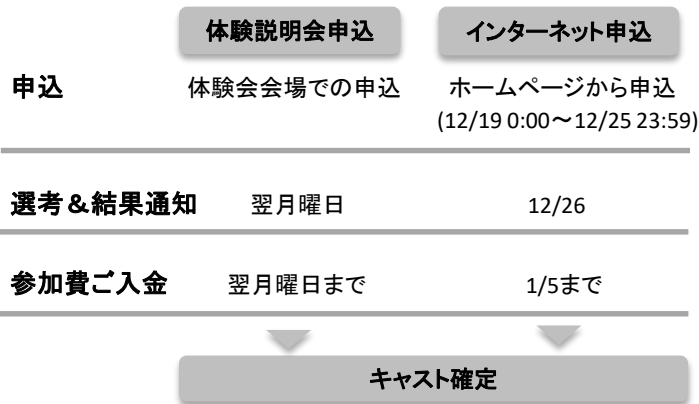 体験説明会申込 インターネット申込
申込 体験会会場での申込 ホームページから申込
(12/19 0:00～12/25 23:59)
選考＆結果通知 翌月曜日 12/26
参加費ご入金 翌月曜日まで 1/5まで
キャスト確定